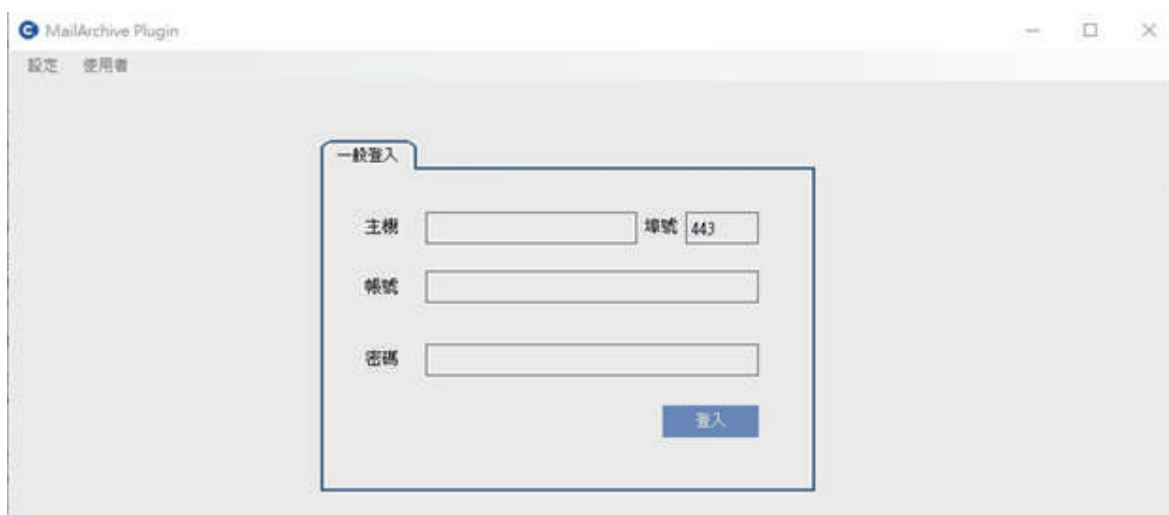 MailArchive Plugin
設定 使用者
一般登入
主機 埠號 443
帳號
密碼
登入